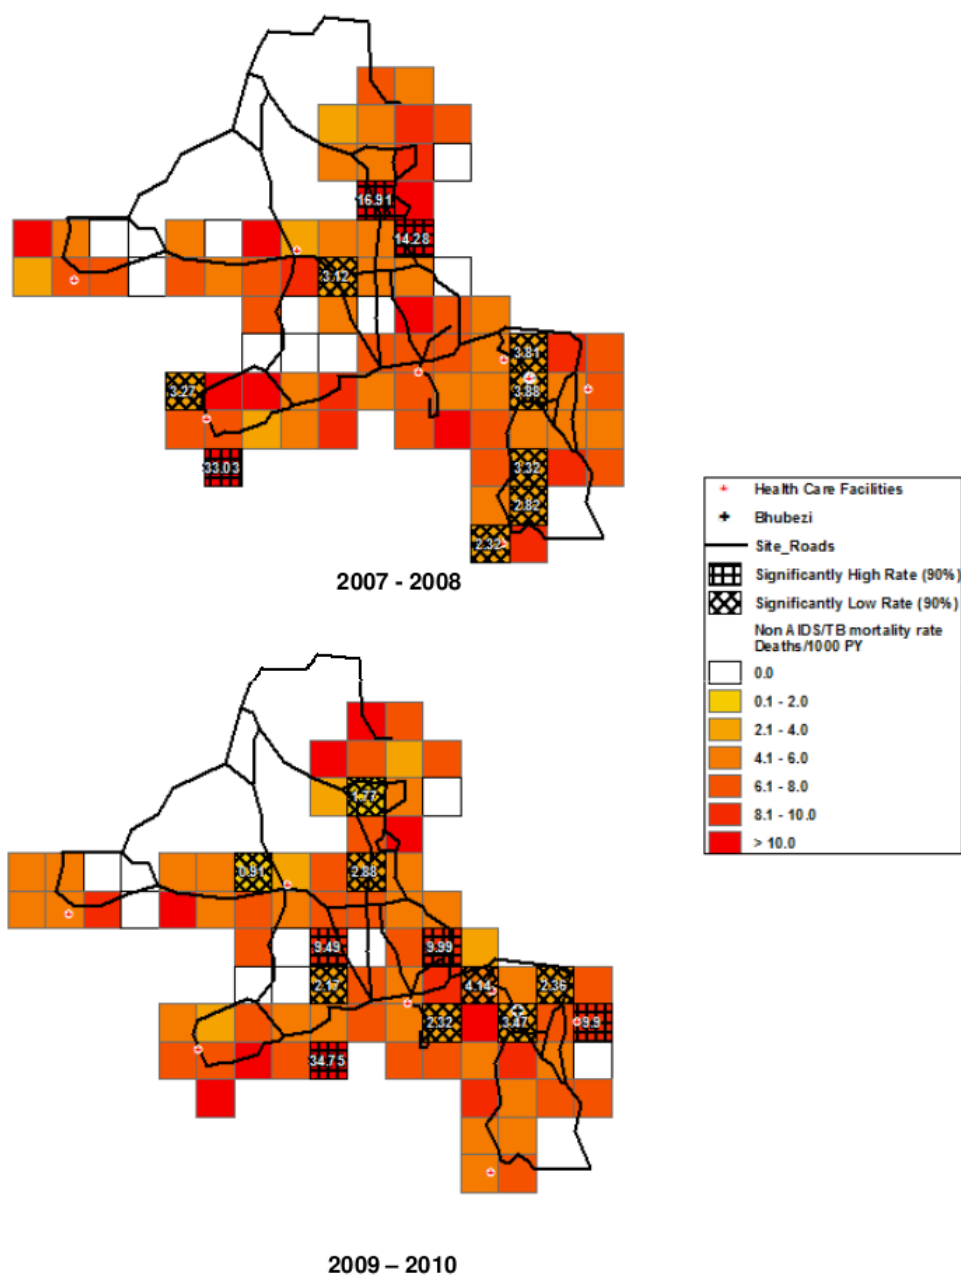 16.91
14.28
3.12
3.81
3.27
3.88
33.03
3.32
2.82
2.32
2007 - 2008
Health Care Facilities
Bhubezi
Site_Roads
Significantly High Rate (90%)
Significantly Low Rate (90%)
Non AIDS/TB mortality rate
Deaths/1000 PY
0.0
0.1 - 2.0
2.1 - 4.0
4.1 - 6.0
6.1 - 8.0
8.1 - 10.0
> 10.0
1.77
0.91
2.88
9.49
9.99
2.17
4.14
2.36
2.32
3.47
9.9
34.75
2009 – 2010